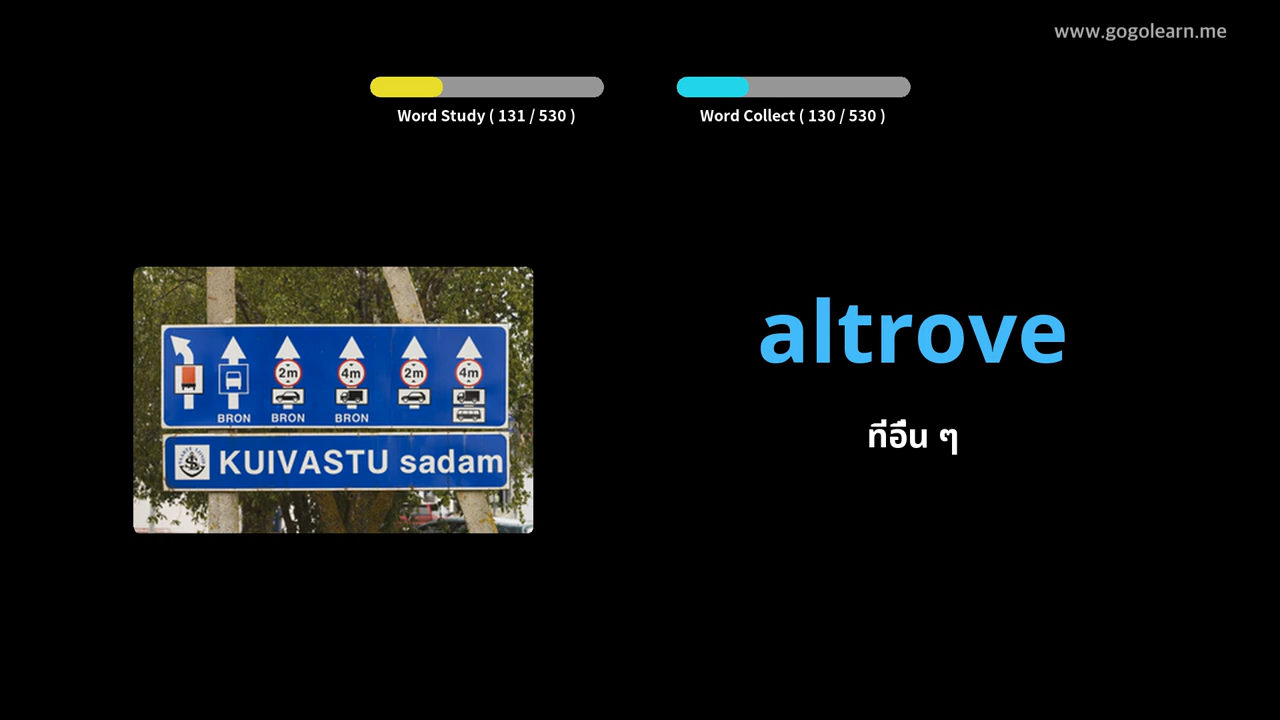 www.gogolearn.me
Word Study ( 131 / 530 )
Word Collect ( 130 / 530 )
altrove
ที่อื่น ๆ
2m
4m
2m
4m
BRON
BRON
BRON
KUIVASTU sadam